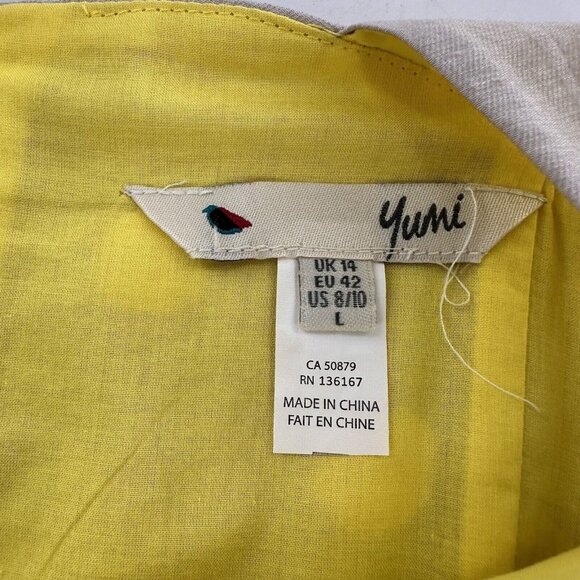 yumi
UK 14
EU 42
US 8/10
L
CA 50879
RN 136167
MADE IN CHINA
FAIT EN CHINE